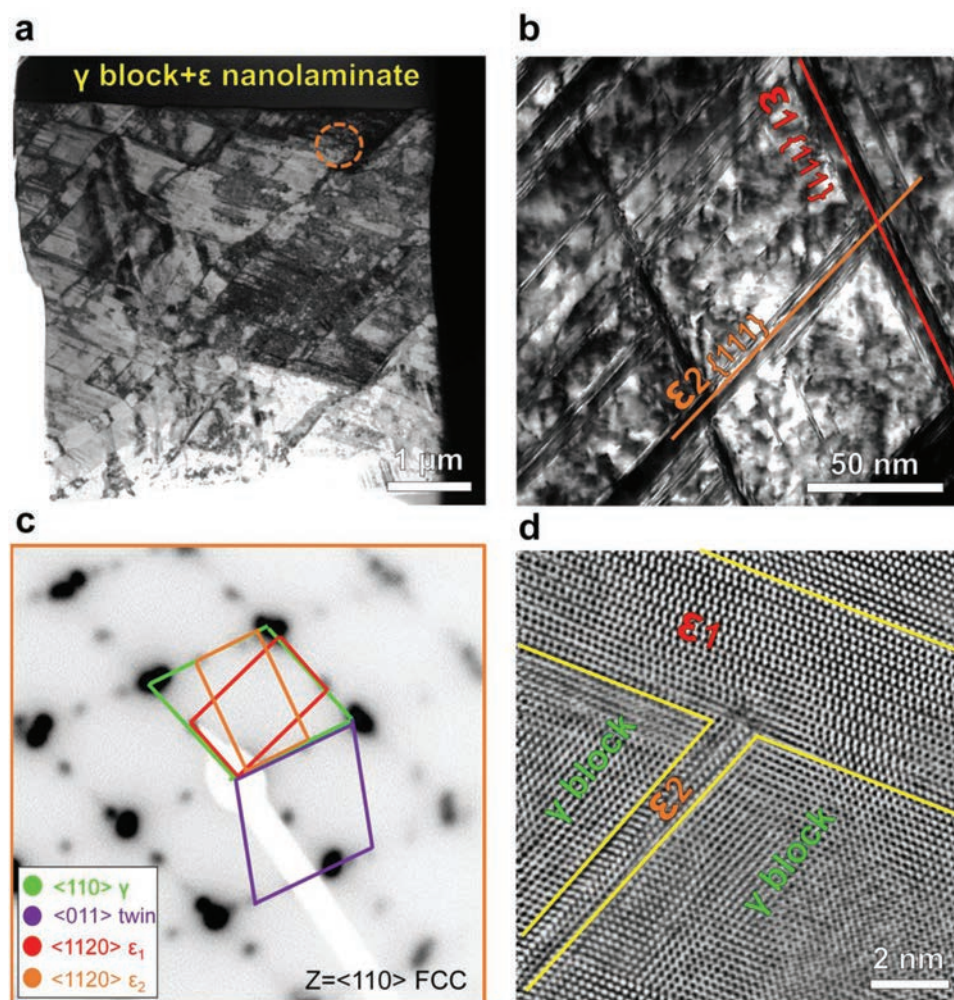 a
γ block+ε nanolaminate
1 µm
b
ε1 {111}
ε2 {111}
50 nm
c
<110> γ
<011> twin
<1120> ε1
<1120> ε2
Z=<110> FCC
d
ε1
γ block
ε2
γ block
2 nm